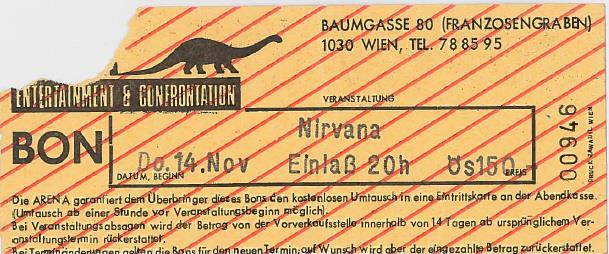 BAUMGASSE 80 (FRANZOSENGRABEN)
1030 WIEN, TEL. 78 85 95
ENTERTAINMENT & CONFRONTATION
VERANSTALTUNG
BON
Nirvana
Do. 14. Nov Einlaß 20h öS150.-
DATUM, BEGINN PREIS
00946
DRUCK: ZAWADIL WIEN
Die ARENA garantiert dem Überbringer dieses Bons den kostenlosen Umtausch in eine Eintrittskarte an der Abendkasse.
(Umtausch ab einer Stunde vor Veranstaltungsbeginn möglich).
Bei Veranstaltungsabsagen wird der Betrag von der Vorverkaufsstelle innerhalb von 14 Tagen ab ursprünglichem Ver-
anstaltungstermin rückerstattet.
Bei Terminänderungen gelten die Bons für den neuen Termin; auf Wunsch wird aber der eingezahlte Betrag zurückerstattet.